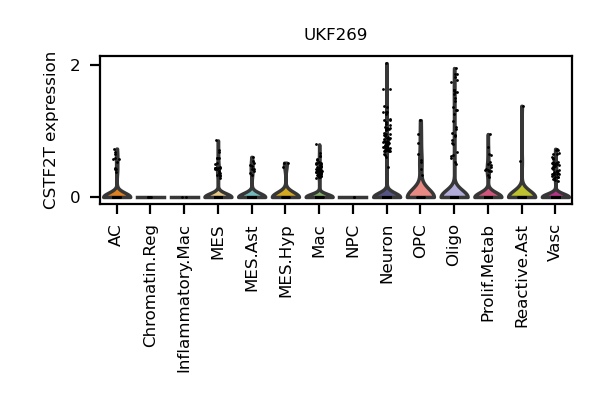 UKF269
CSTF2T expression
2
0
AC
Chromatin.Reg
Inflammatory.Mac
MES
MES.Ast
MES.Hyp
Mac
NPC
Neuron
OPC
Oligo
Prolif.Metab
Reactive.Ast
Vasc